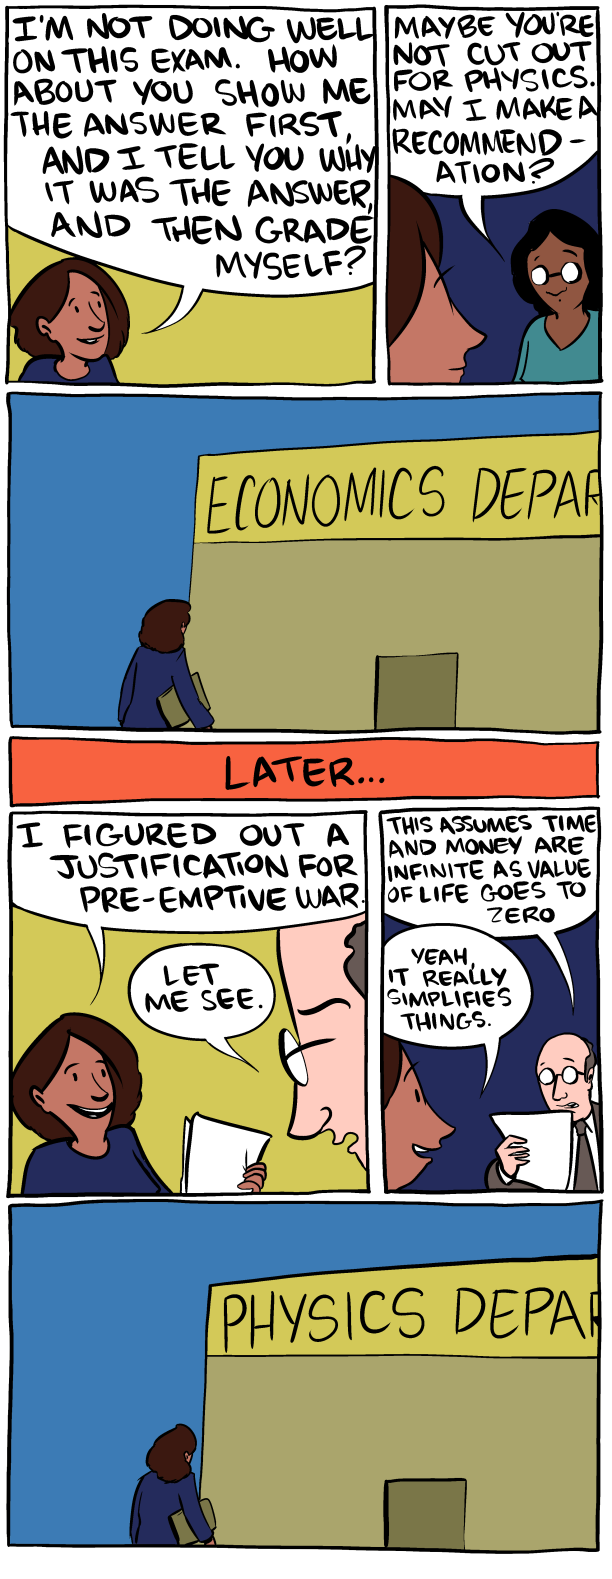 I'M NOT DOING WELL
ON THIS EXAM. HOW
ABOUT YOU SHOW ME
THE ANSWER FIRST,
AND I TELL YOU WHY
IT WAS THE ANSWER,
AND THEN GRADE
MYSELF?
MAYBE YOU'RE
NOT CUT OUT
FOR PHYSICS.
MAY I MAKE A
RECOMMEND-
ATION?
ECONOMICS DEPAR
LATER...
I FIGURED OUT A
JUSTIFICATION FOR
PRE-EMPTIVE WAR.
LET
ME SEE.
THIS ASSUMES TIME
AND MONEY ARE
INFINITE AS VALUE
OF LIFE GOES TO
ZERO
YEAH,
IT REALLY
SIMPLIFIES
THINGS.
PHYSICS DEPAR